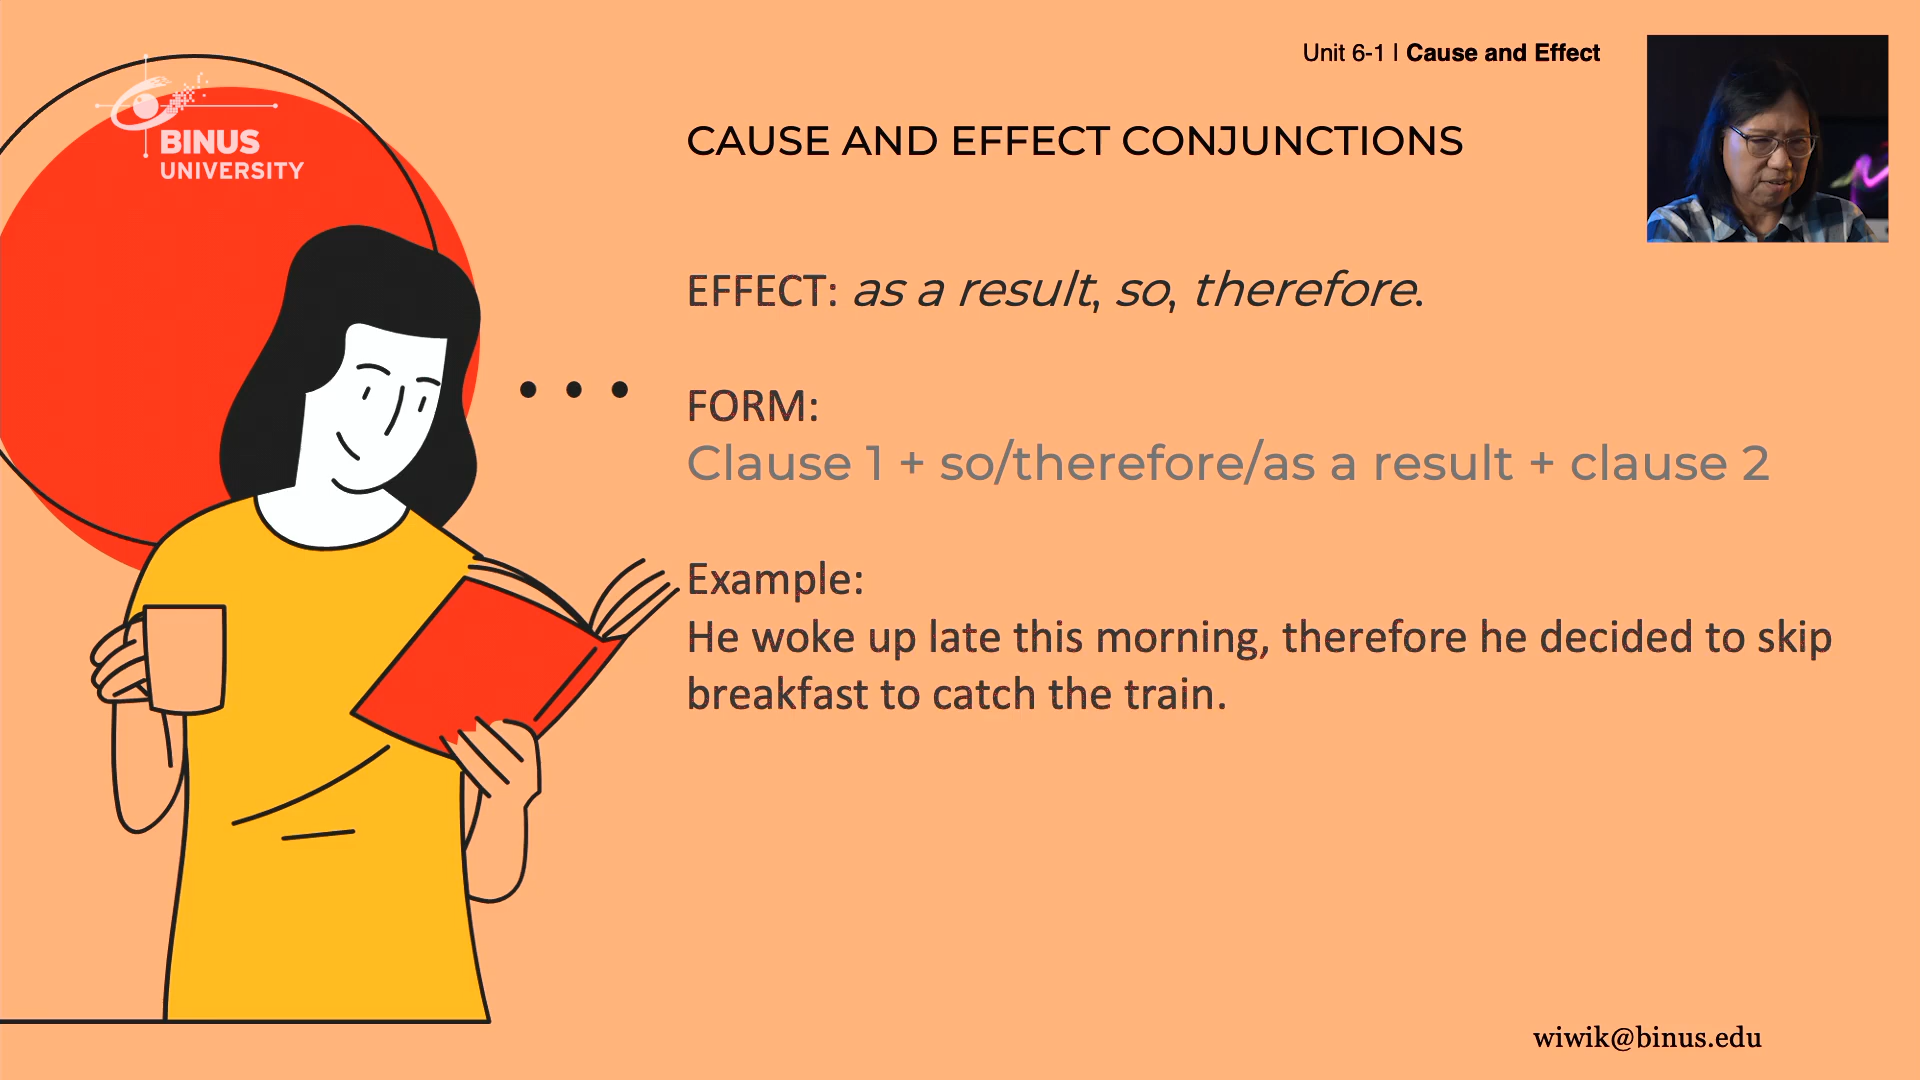 Unit 6-1 | Cause and Effect
BINUS
UNIVERSITY
CAUSE AND EFFECT CONJUNCTIONS
EFFECT: as a result, so, therefore.
FORM:
Clause 1 + so/therefore/as a result + clause 2
Example:
He woke up late this morning, therefore he decided to skip
breakfast to catch the train.
wiwik@binus.edu